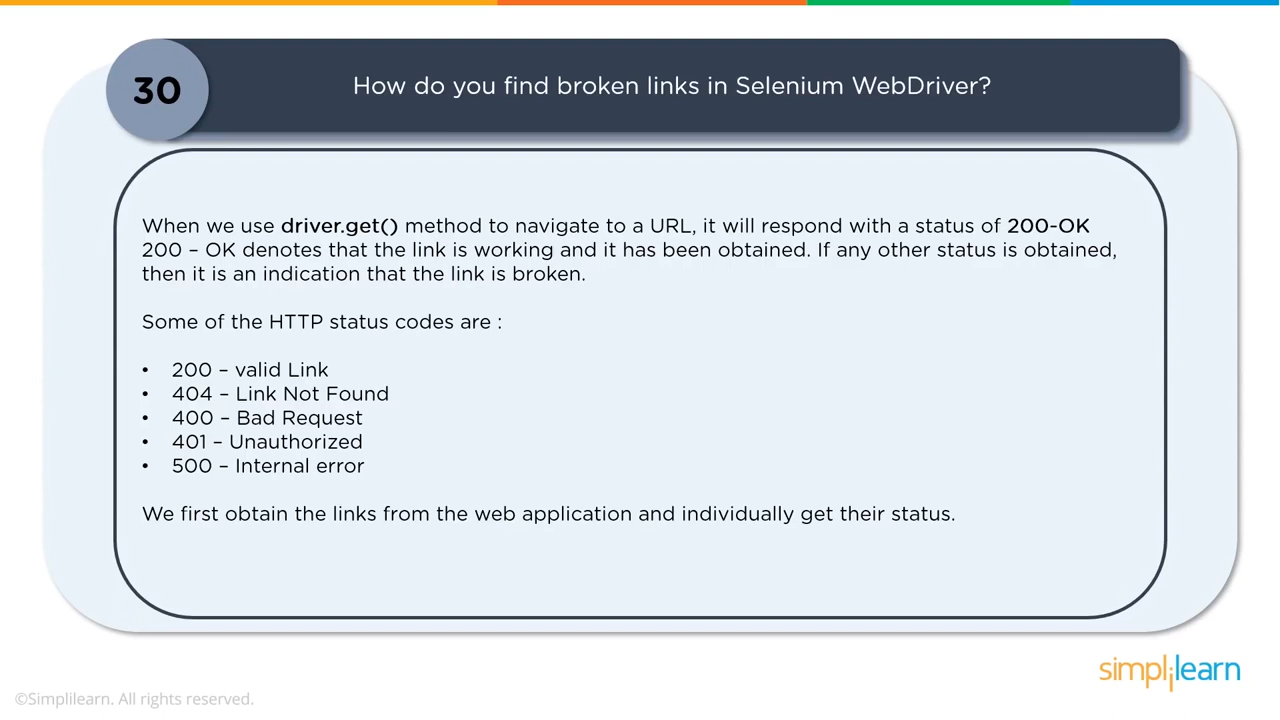 30
How do you find broken links in Selenium WebDriver?
When we use driver.get() method to navigate to a URL, it will respond with a status of 200-OK
200 – OK denotes that the link is working and it has been obtained. If any other status is obtained,
then it is an indication that the link is broken.
Some of the HTTP status codes are :
• 200 – valid Link
• 404 – Link Not Found
• 400 – Bad Request
• 401 – Unauthorized
• 500 – Internal error
We first obtain the links from the web application and individually get their status.
simplilearn
©Simplilearn. All rights reserved.